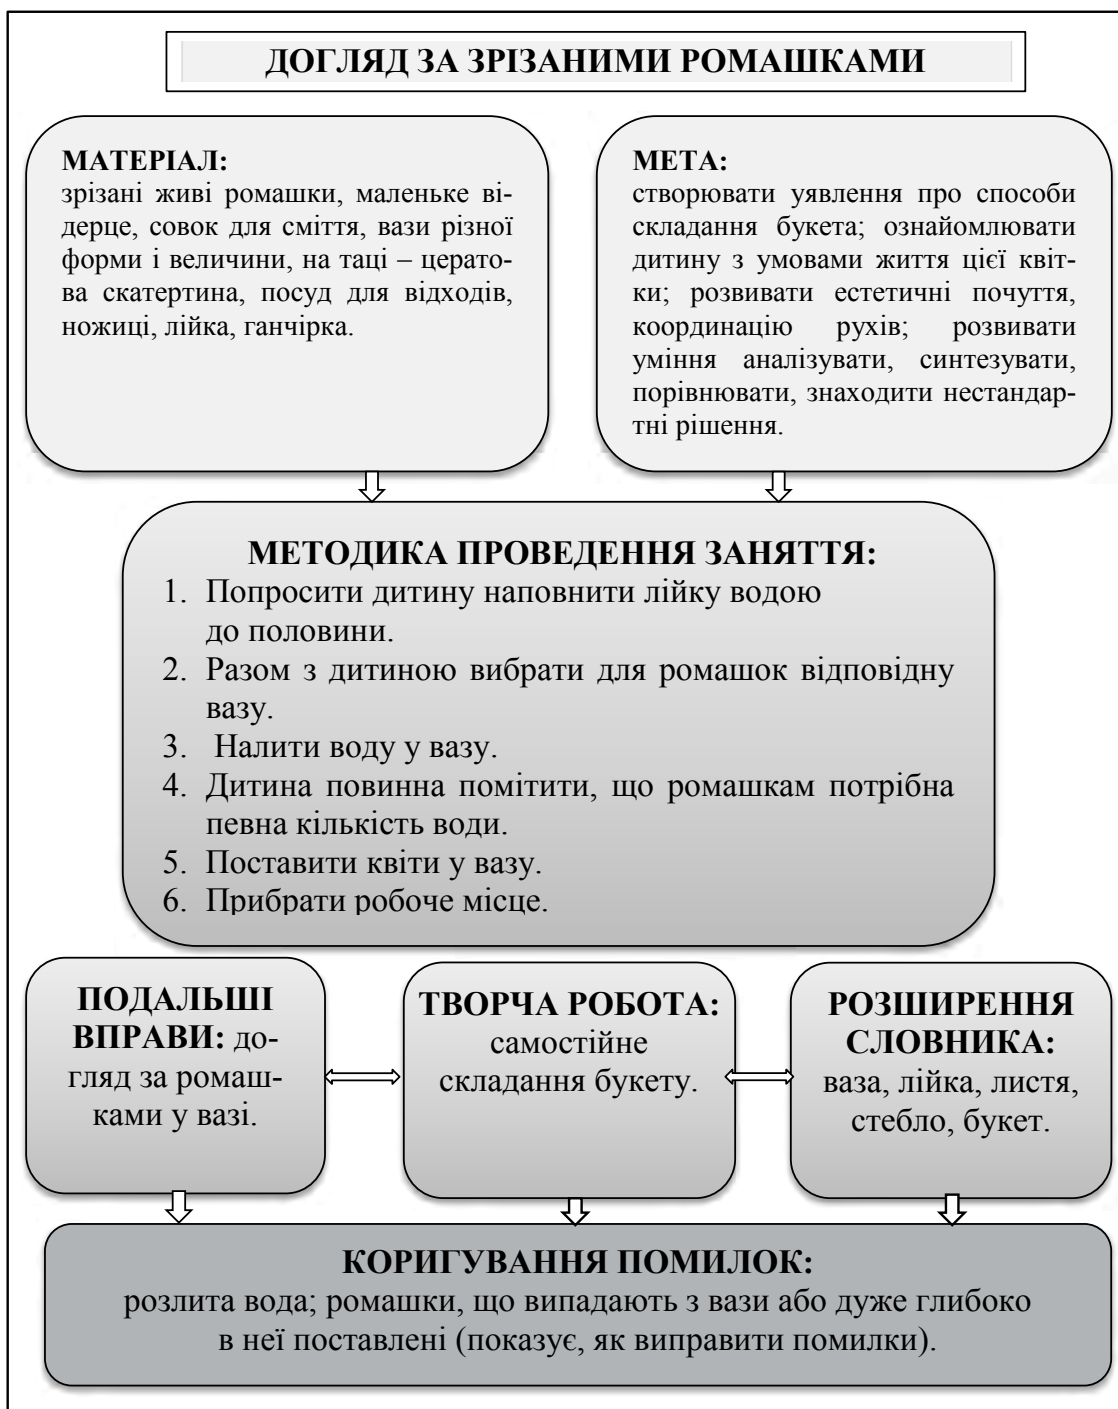 ДОГЛЯД ЗА ЗРІЗАНИМИ РОМАШКАМИ
МАТЕРІАЛ:
зрізані живі ромашки, маленьке ві-
дерце, совок для сміття, вази різної
форми і величини, на таці – церато-
ва скатертина, посуд для відходів,
ножиці, лійка, ганчірка.
МЕТА:
створювати уявлення про способи
складання букета; ознайомлювати
дитину з умовами життя цієї квіт-
ки; розвивати естетичні почуття,
координацію рухів; розвивати
уміння аналізувати, синтезувати,
порівнювати, знаходити нестандар-
тні рішення.
МЕТОДИКА ПРОВЕДЕННЯ ЗАНЯТТЯ:
1. Попросити дитину наповнити лійку водою
до половини.
2. Разом з дитиною вибрати для ромашок відповідну
вазу.
3. Налити воду у вазу.
4. Дитина повинна помітити, що ромашкам потрібна
певна кількість води.
5. Поставити квіти у вазу.
6. Прибрати робоче місце.
ПОДАЛЬШІ
ВПРАВИ: до-
гляд за ромаш-
ками у вазі.
ТВОРЧА РОБОТА:
самостійне
складання букету.
РОЗШИРЕННЯ
СЛОВНИКА:
ваза, лійка, листя,
стебло, букет.
КОРИГУВАННЯ ПОМИЛОК:
розлита вода; ромашки, що випадають з вази або дуже глибоко
в неї поставлені (показує, як виправити помилки).